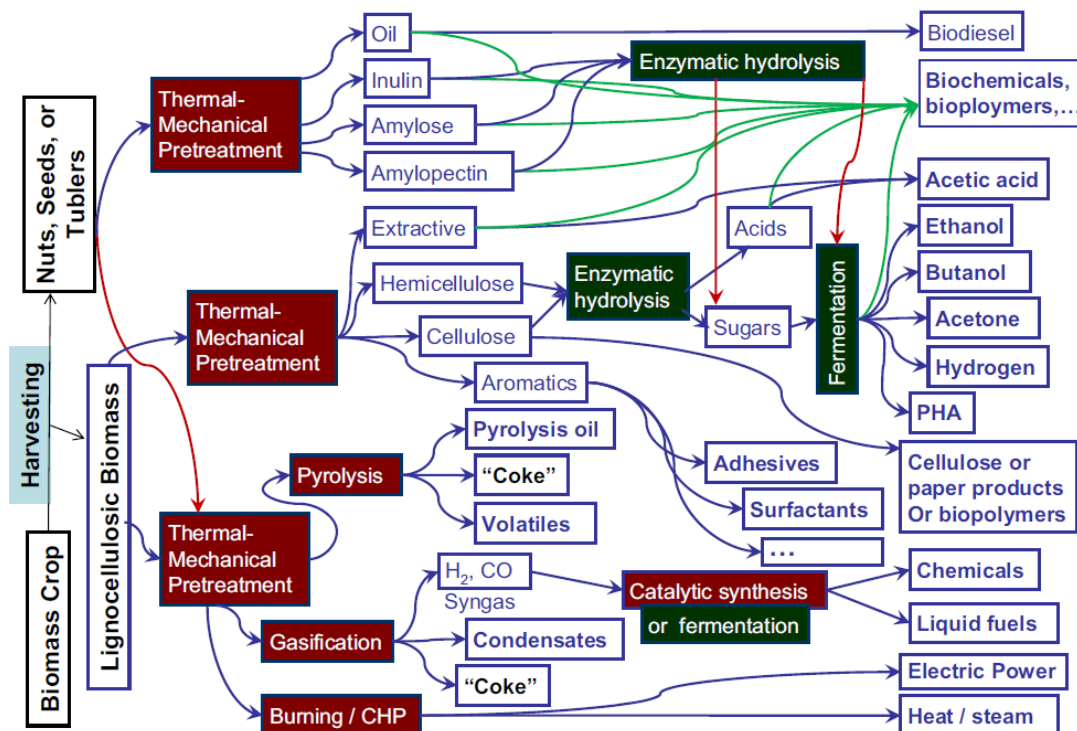 Oil
Biodiesel
Inulin
Enzymatic hydrolysis
Biochemicals,
bioploymers,...
Thermal-
Mechanical
Pretreatment
Amylose
Amylopectin
Nuts, Seeds, or
Tublers
Extractive
Acids
Acetic acid
Ethanol
Hemicellulose
Enzymatic
hydrolysis
Butanol
Thermal-
Mechanical
Pretreatment
Cellulose
Sugars
Fermentation
Acetone
Hydrogen
Aromatics
PHA
Harvesting
Lignocellulosic Biomass
Biomass Crop
Pyrolysis
Pyrolysis oil
"Coke"
Volatiles
Adhesives
Surfactants
...
Cellulose or
paper products
Or biopolymers
Thermal-
Mechanical
Pretreatment
H2, CO
Syngas
Catalytic synthesis
or fermentation
Chemicals
Liquid fuels
Gasification
Condensates
"Coke"
Electric Power
Burning / CHP
Heat / steam